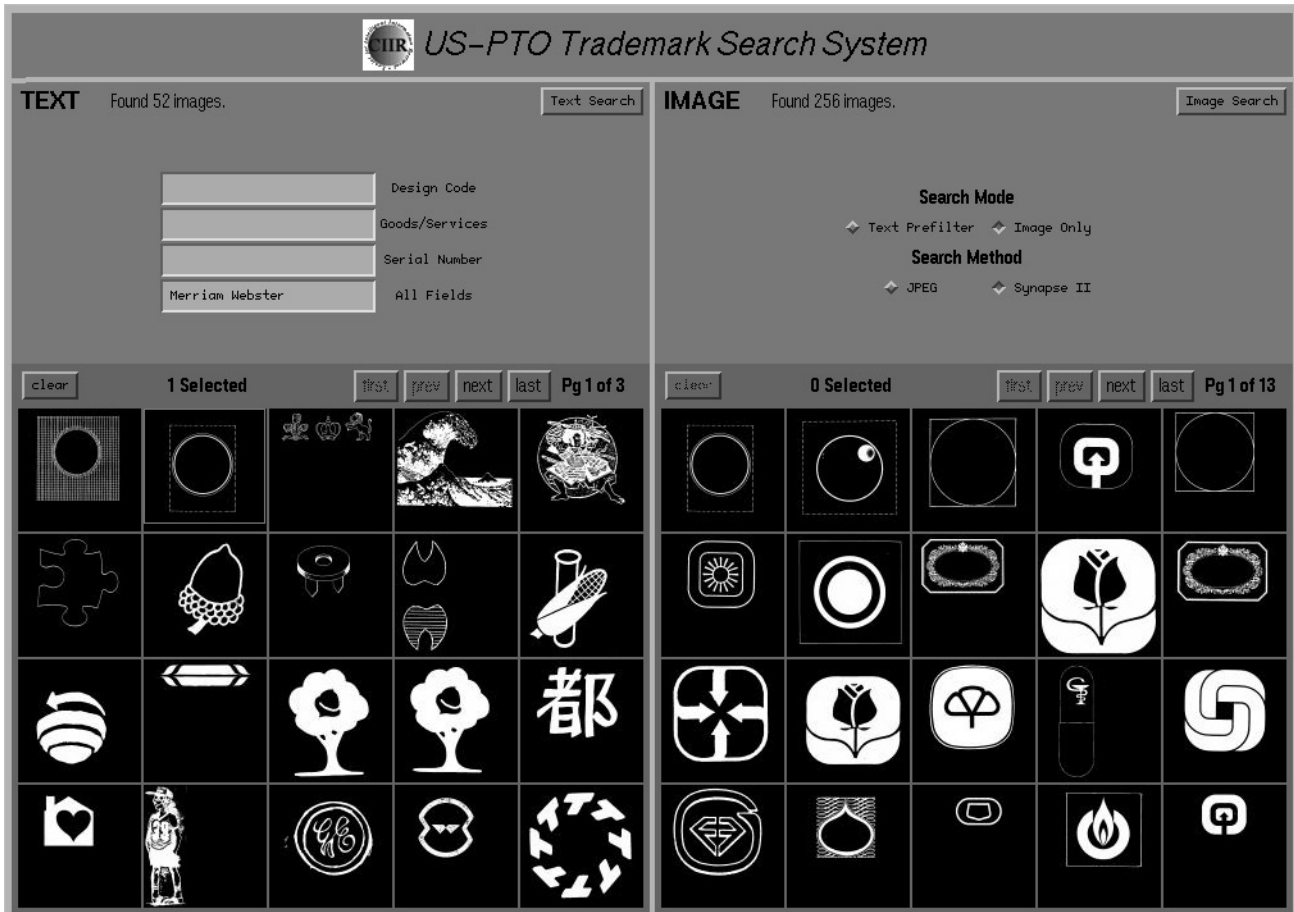 CIIR US-PTO Trademark Search System
TEXT Found 52 images. Text Search
Design Code
Goods/Services
Serial Number
Merriam Webster All Fields
clear 1 Selected first prev next last Pg 1 of 3
都
GE
IMAGE Found 256 images. Image Search
Search Mode
Text Prefilter Image Only
Search Method
JPEG Synapse II
clear 0 Selected first prev next last Pg 1 of 13